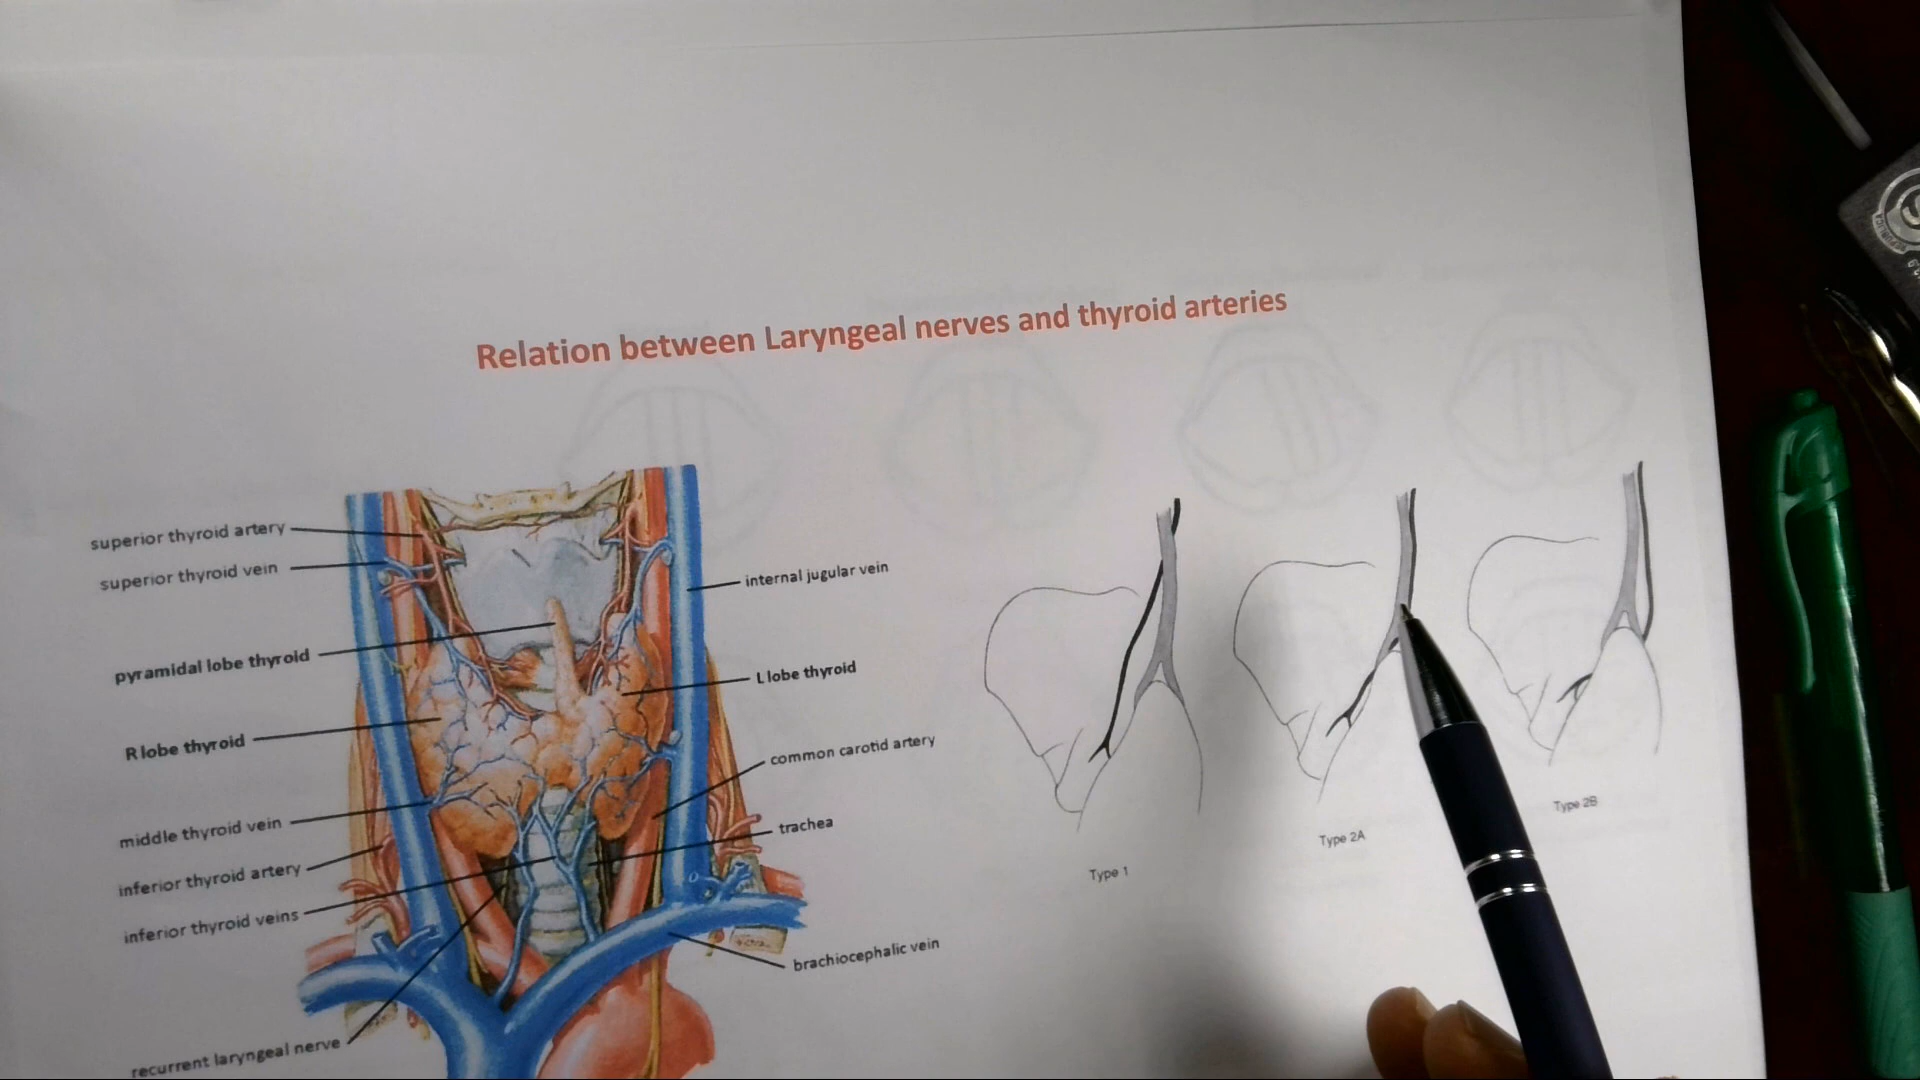 Relation between Laryngeal nerves and thyroid arteries
superior thyroid artery
superior thyroid vein
internal jugular vein
pyramidal lobe thyroid
L lobe thyroid
R lobe thyroid
common carotid artery
middle thyroid vein
trachea
inferior thyroid artery
inferior thyroid veins
brachiocephalic vein
recurrent laryngeal nerve
Type 1
Type 2A
Type 2B